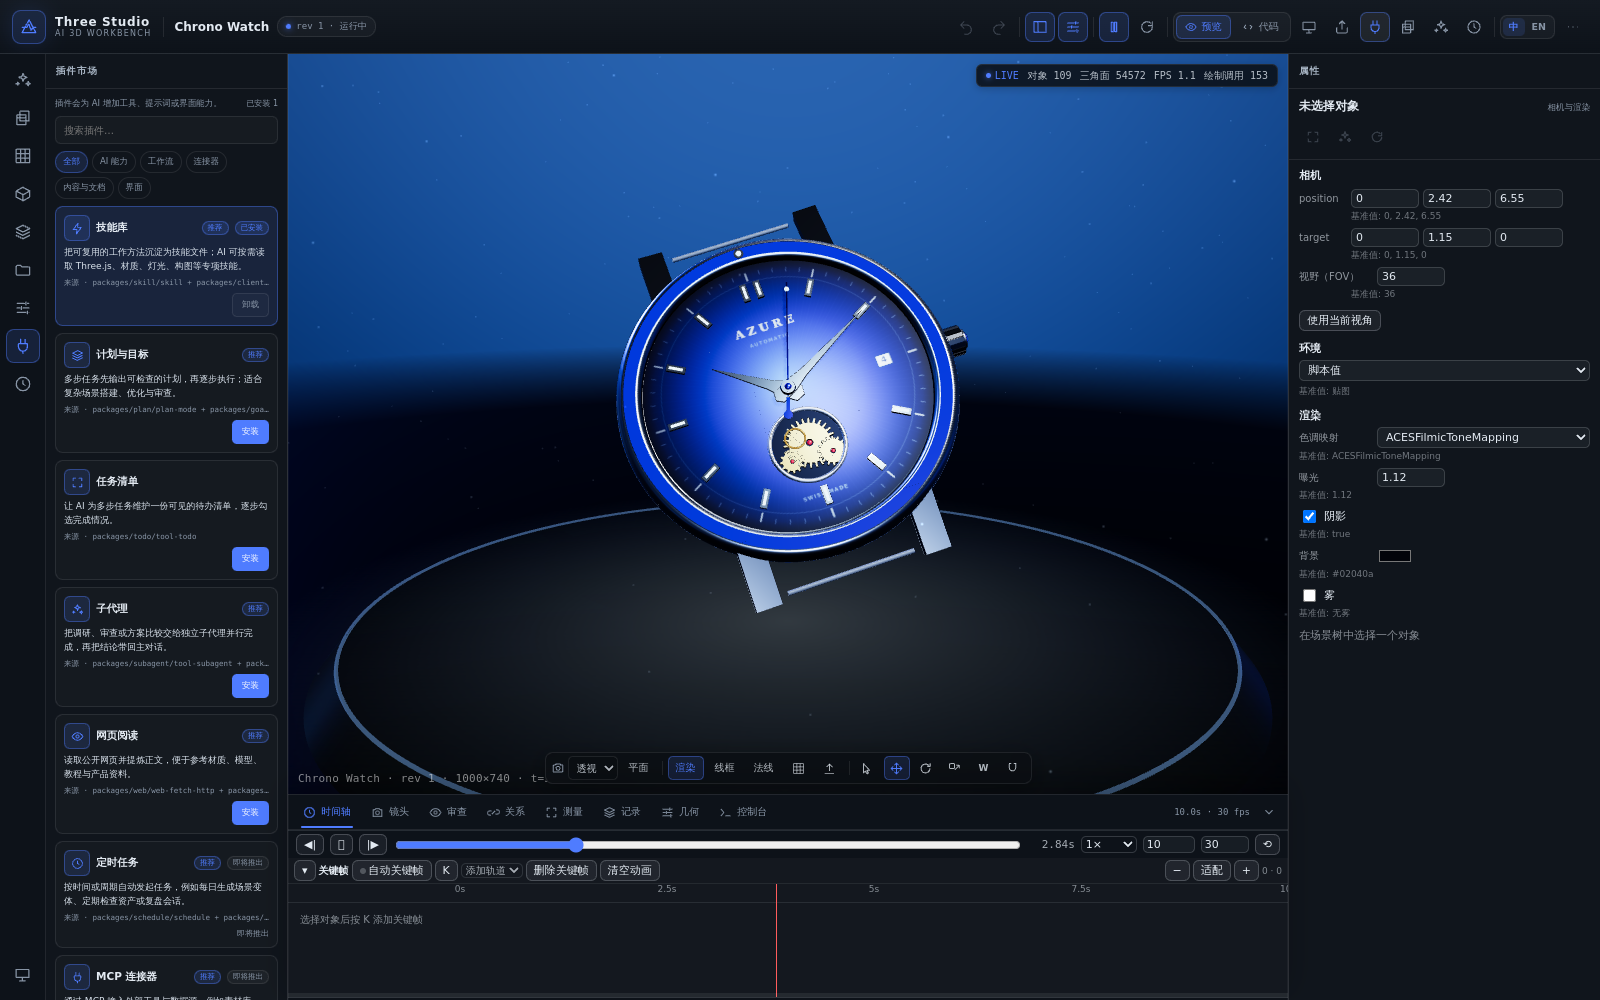 Three Studio
AI 3D WORKBENCH
Chrono Watch
rev 1 · 运行中
预览
代码
中
EN
插件市场
插件会为 AI 增加工具、提示词或界面能力。
已安装 1
搜索插件...
全部
AI 能力
工作流
连接器
内容与文档
界面
技能库
推荐
已安装
把可复用的工作方法沉淀为技能文件；AI 可按需读
取 Three.js、材质、灯光、构图等专项技能。
来源 · packages/skill/skill + packages/client…
卸载
计划与目标
推荐
多步任务先输出可检查的计划，再逐步执行；适合
复杂场景搭建、优化与审查。
来源 · packages/plan/plan-mode + packages/goa…
安装
任务清单
让 AI 为多步任务维护一份可见的待办清单，逐步勾
选完成情况。
来源 · packages/todo/tool-todo
安装
子代理
推荐
把调研、审查或方案比较交给独立子代理并行完
成，再把结论带回主对话。
来源 · packages/subagent/tool-subagent + pack…
安装
网页阅读
推荐
读取公开网页并提炼正文，便于参考材质、模型、
教程与产品资料。
来源 · packages/web/web-fetch-http + packages…
安装
定时任务
推荐
即将推出
按时间或周期自动发起任务，例如每日生成场景变
体、定期检查资产或复盘会话。
来源 · packages/schedule/schedule + packages/…
即将推出
MCP 连接器
推荐
即将推出
LIVE 对象 109 三角面 54572 FPS 1.1 绘制调用 153
AZURE
AUTOMATIC
4
SWISS MADE
Chrono Watch · rev 1 · 1000×740 · t=
透视
平面
渲染
线框
法线
W
时间轴
镜头
审查
关系
测量
记录
几何
控制台
10.0s · 30 fps
2.84s
1×
10
30
关键帧
自动关键帧
K
添加轨道
删除关键帧
清空动画
适配
0 · 0
0s
2.5s
5s
7.5s
10
选择对象后按 K 添加关键帧
属性
未选择对象
相机与渲染
相机
position
0
2.42
6.55
基准值: 0, 2.42, 6.55
target
0
1.15
0
基准值: 0, 1.15, 0
视野（FOV）
36
基准值: 36
使用当前视角
环境
脚本值
基准值: 贴图
渲染
色调映射
ACESFilmicToneMapping
基准值: ACESFilmicToneMapping
曝光
1.12
基准值: 1.12
阴影
基准值: true
背景
基准值: #02040a
雾
基准值: 无雾
在场景树中选择一个对象